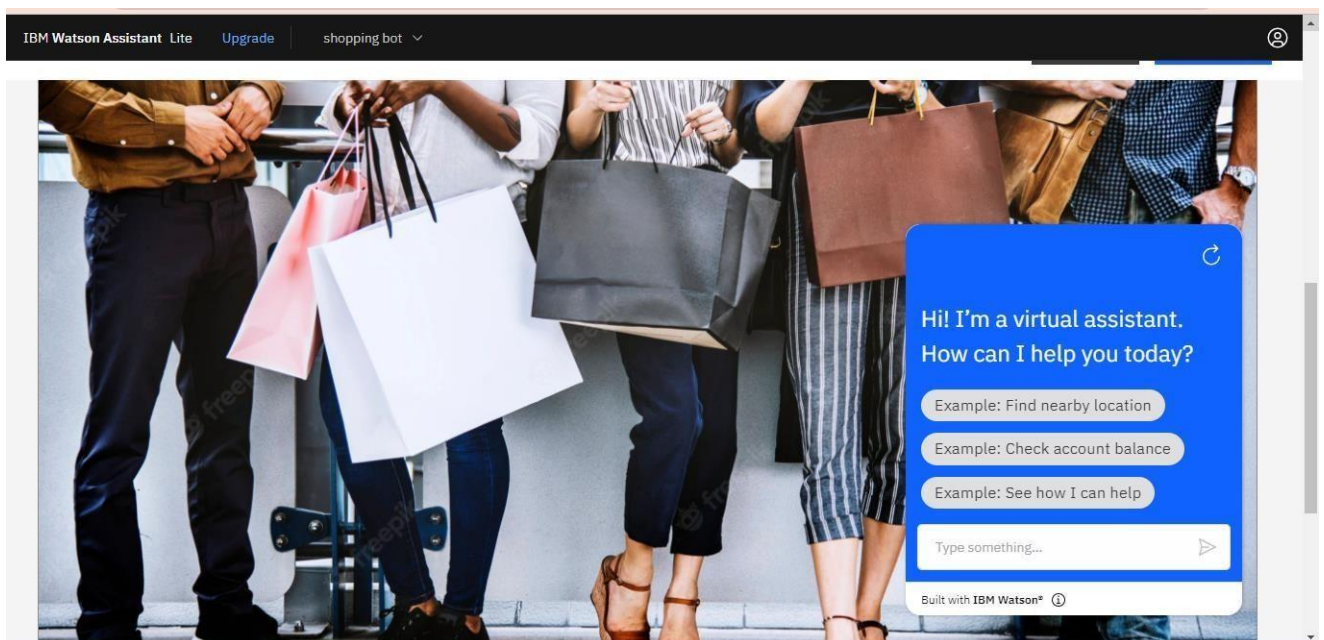 IBM Watson Assistant Lite Upgrade shopping bot
Hi! I'm a virtual assistant.
How can I help you today?
Example: Find nearby location
Example: Check account balance
Example: See how I can help
Type something...
Built with IBM Watson®
freepik